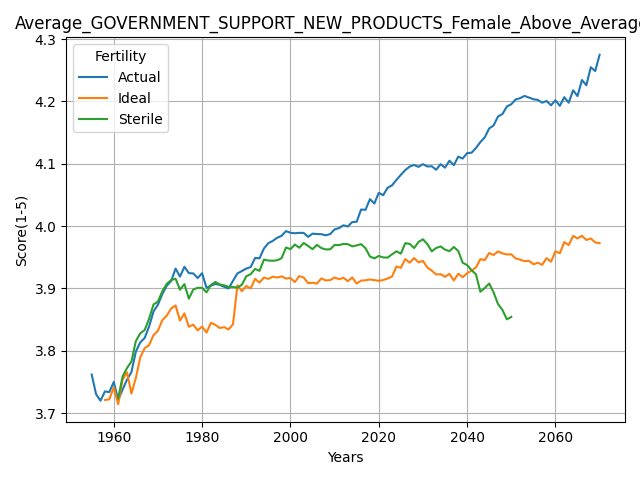 Average_GOVERNMENT_SUPPORT_NEW_PRODUCTS_Female_Above_Average
Fertility
Actual
Ideal
Sterile
Score(1-5)
4.3
4.2
4.1
4.0
3.9
3.8
3.7
1960 1980 2000 2020 2040 2060
Years